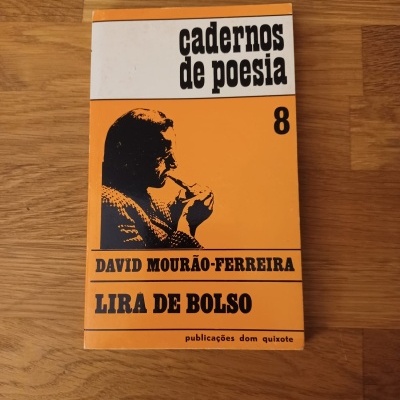 cadernos
de poesia
8
DAVID MOURÃO-FERREIRA
LIRA DE BOLSO
publicações dom quixote